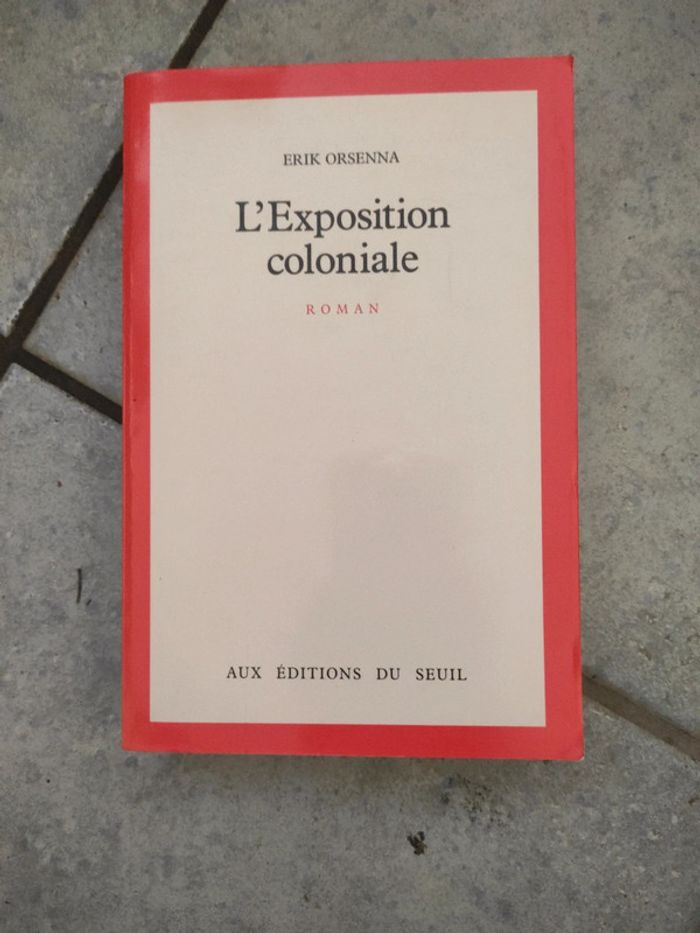 ERIK ORSENNA
L'Exposition
coloniale
ROMAN
AUX ÉDITIONS DU SEUIL